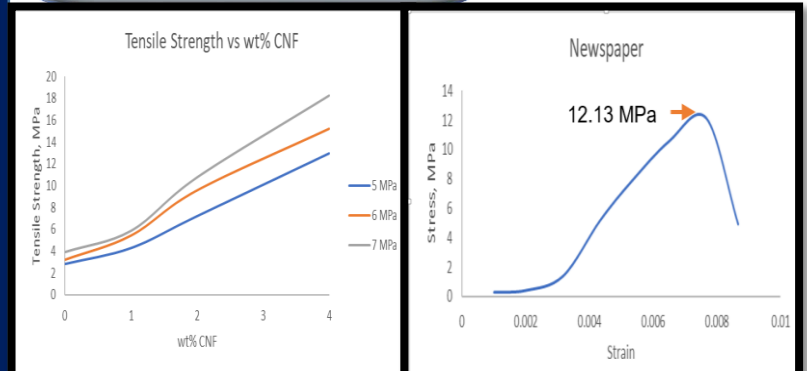 Tensile Strength vs wt% CNF
Tensile Strength, MPa
20
18
16
14
12
10
8
6
4
2
0
0 1 2 3 4
wt% CNF
5 MPa
6 MPa
7 MPa
Newspaper
Stress, MPa
14
12
10
8
6
4
2
0
12.13 MPa
0 0.002 0.004 0.006 0.008 0.01
Strain